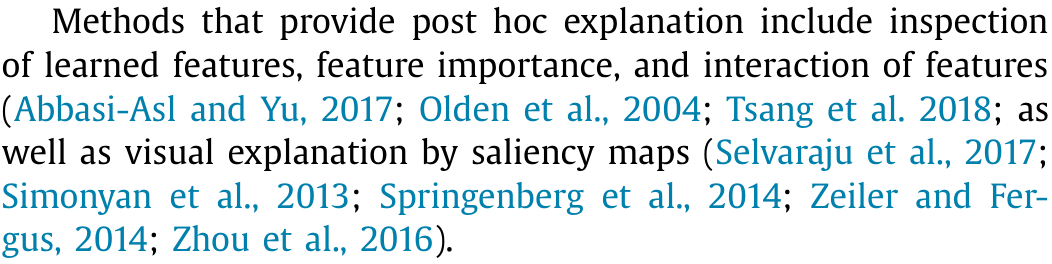 Methods that provide post hoc explanation include inspection
of learned features, feature importance, and interaction of features
(Abbasi-Asl and Yu, 2017; Olden et al., 2004; Tsang et al. 2018; as
well as visual explanation by saliency maps (Selvaraju et al., 2017;
Simonyan et al., 2013; Springenberg et al., 2014; Zeiler and Fer-
gus, 2014; Zhou et al., 2016).